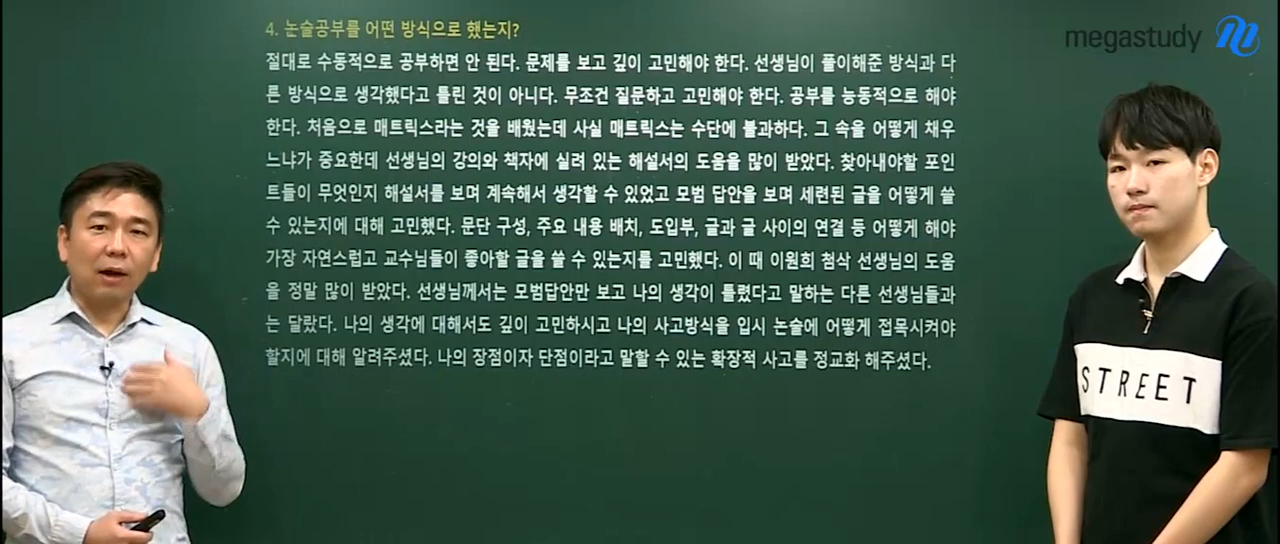 4. 논술공부를 어떤 방식으로 했는지?
megastudy
절대로 수동적으로 공부하면 안 된다. 문제를 보고 깊이 고민해야 한다. 선생님이 풀이해준 방식과 다
른 방식으로 생각했다고 틀린 것이 아니다. 무조건 질문하고 고민해야 한다. 공부를 능동적으로 해야
한다. 처음으로 매트릭스라는 것을 배웠는데 사실 매트릭스는 수단에 불과하다. 그 속을 어떻게 채우
느냐가 중요한데 선생님의 강의와 책자에 실려 있는 해설서의 도움을 많이 받았다. 찾아내야할 포인
트들이 무엇인지 해설서를 보며 계속해서 생각할 수 있었고 모범 답안을 보며 세련된 글을 어떻게 쓸
수 있는지에 대해 고민했다. 문단 구성, 주요 내용 배치, 도입부, 글과 글 사이의 연결 등 어떻게 해야
가장 자연스럽고 교수님들이 좋아할 글을 쓸 수 있는지를 고민했다. 이 때 이원희 첨삭 선생님의 도움
을 정말 많이 받았다. 선생님께서는 모범답안만 보고 나의 생각이 틀렸다고 말하는 다른 선생님들과
는 달랐다. 나의 생각에 대해서도 깊이 고민하시고 나의 사고방식을 입시 논술에 어떻게 접목시켜야
할지에 대해 알려주셨다. 나의 장점이자 단점이라고 말할 수 있는 확장적 사고를 정교화 해주셨다.
STREET